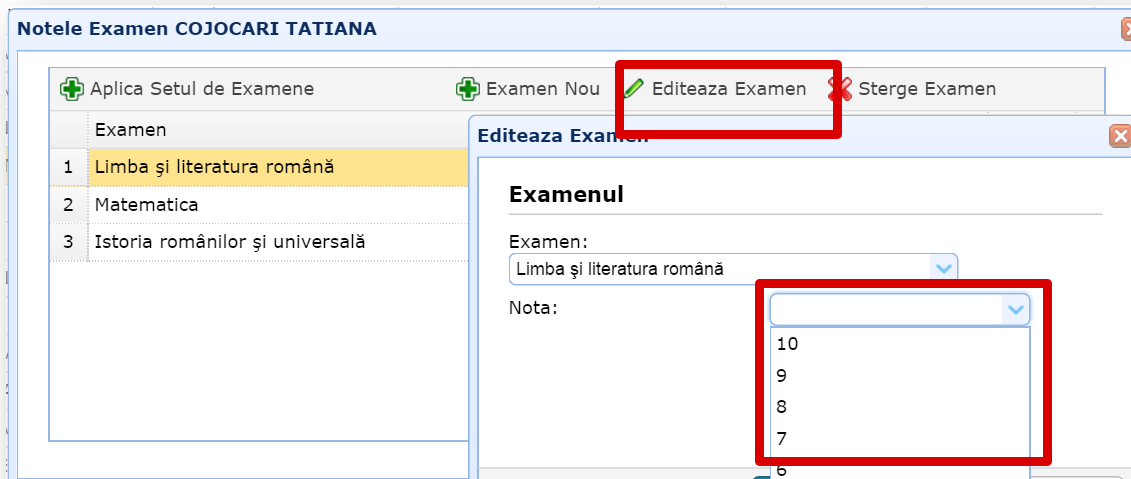 Notele Examen COJOCARI TATIANA
Aplica Setul de Examene Examen Nou Editeaza Examen Sterge Examen
Examen
1 Limba şi literatura română
2 Matematica
3 Istoria românilor şi universală
Editeaza Examen
Examenul
Examen:
Limba şi literatura română
Nota:
10
9
8
7
6